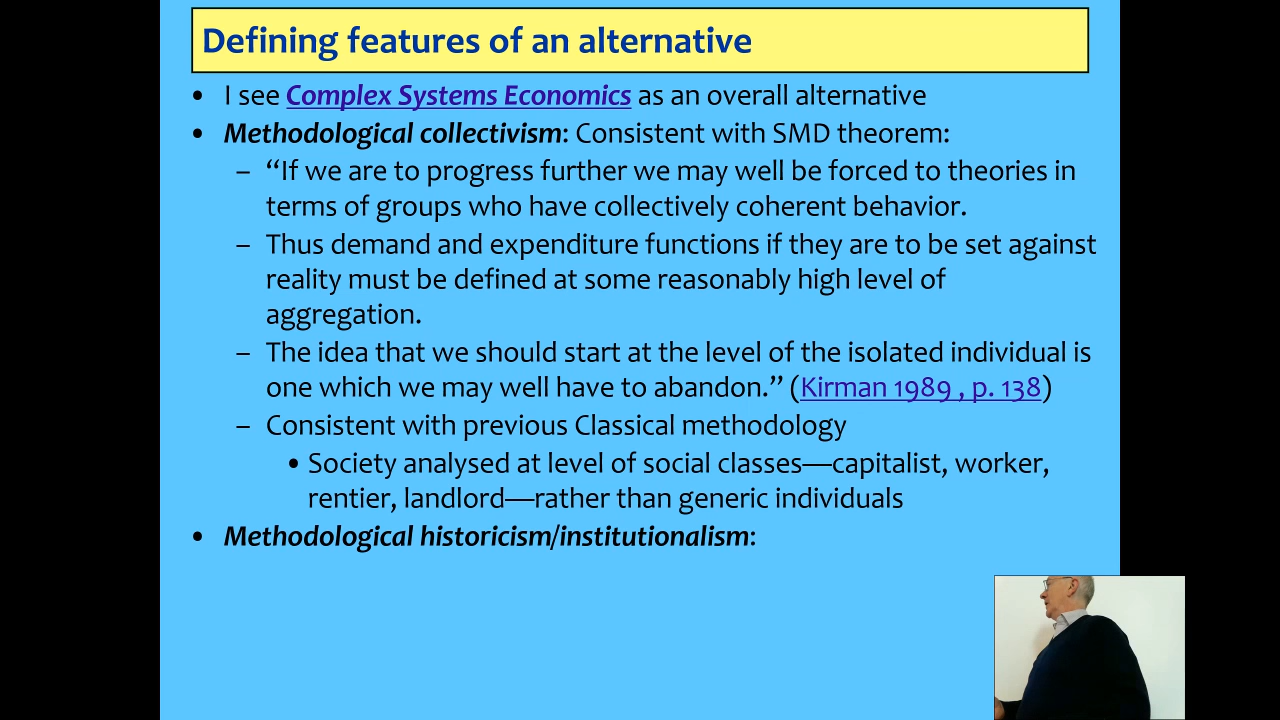 Defining features of an alternative
• I see Complex Systems Economics as an overall alternative
• Methodological collectivism: Consistent with SMD theorem:
– “If we are to progress further we may well be forced to theories in
terms of groups who have collectively coherent behavior.
– Thus demand and expenditure functions if they are to be set against
reality must be defined at some reasonably high level of
aggregation.
– The idea that we should start at the level of the isolated individual is
one which we may well have to abandon.” (Kirman 1989 , p. 138)
– Consistent with previous Classical methodology
• Society analysed at level of social classes—capitalist, worker,
rentier, landlord—rather than generic individuals
• Methodological historicism/institutionalism: